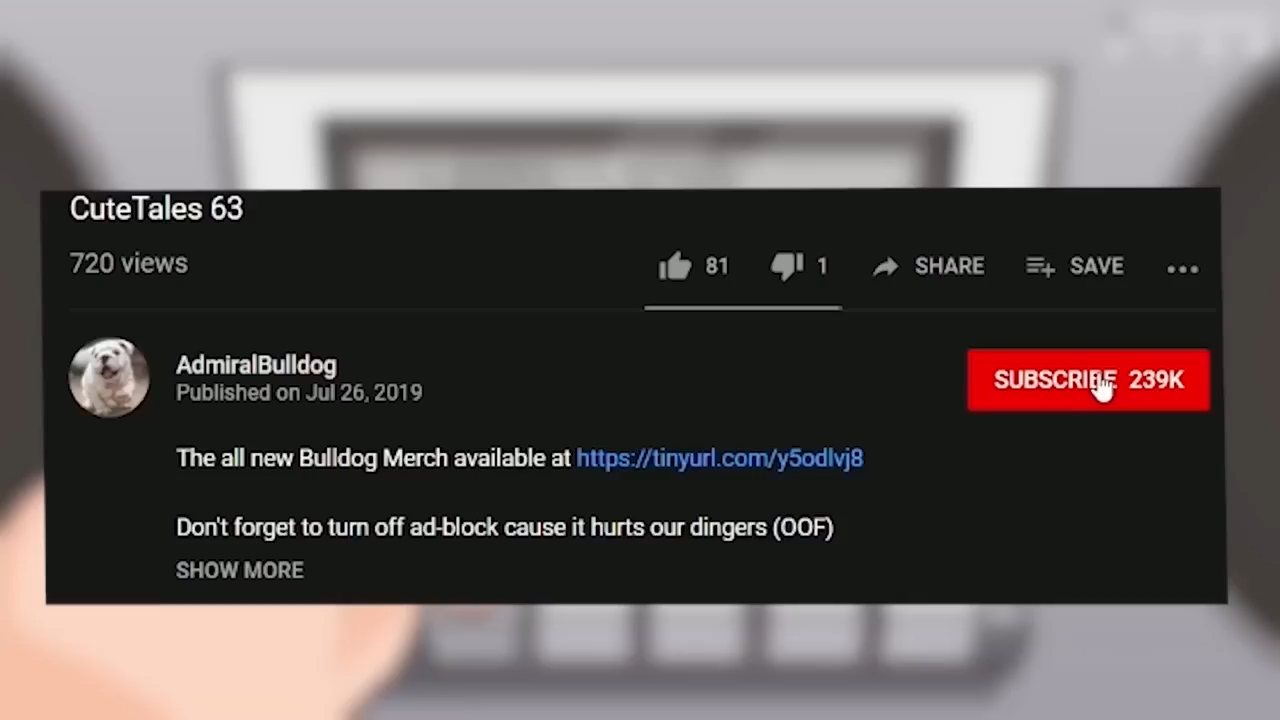 CuteTales 63
720 views
81 1 SHARE SAVE
AdmiralBulldog
Published on Jul 26, 2019
SUBSCRIBE 239K
The all new Bulldog Merch available at https://tinyurl.com/y5odlvj8
Don't forget to turn off ad-block cause it hurts our dingers (OOF)
SHOW MORE